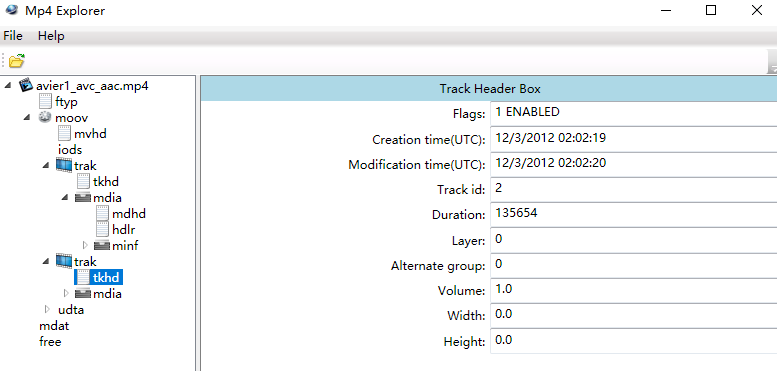 Mp4 Explorer
File Help
avier1_avc_aac.mp4
ftyp
moov
mvhd
iods
trak
tkhd
mdia
mdhd
hdlr
minf
trak
tkhd
mdia
udta
mdat
free
Track Header Box
Flags: 1 ENABLED
Creation time(UTC): 12/3/2012 02:02:19
Modification time(UTC): 12/3/2012 02:02:20
Track id: 2
Duration: 135654
Layer: 0
Alternate group: 0
Volume: 1.0
Width: 0.0
Height: 0.0